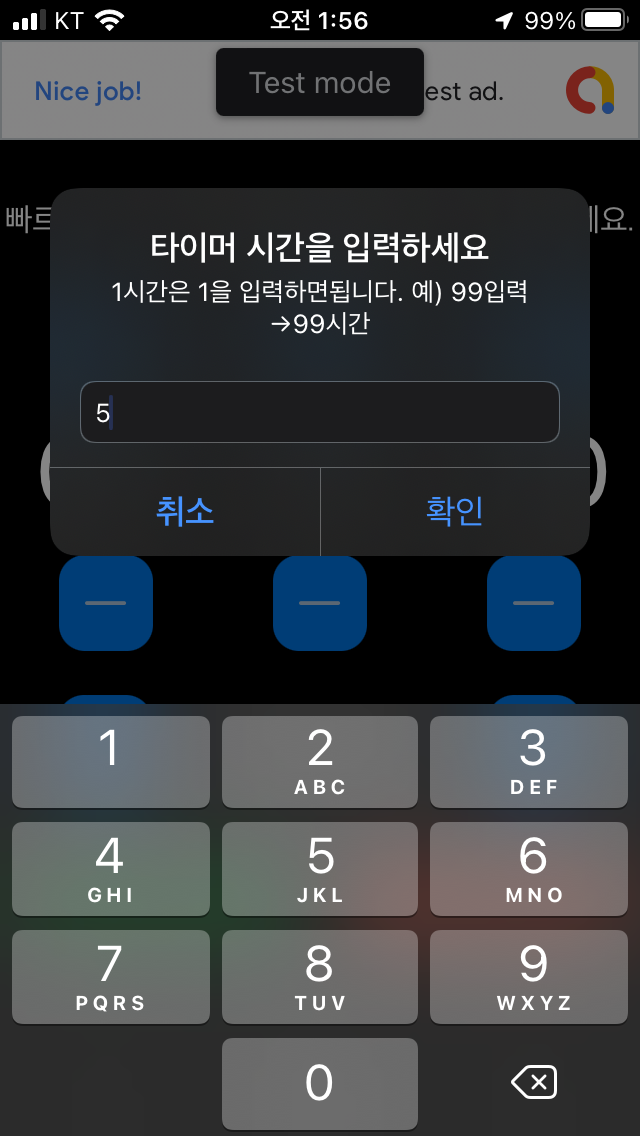 KT 오전 1:56 99%
Nice job! Test mode est ad.
빠르 세요.
타이머 시간을 입력하세요
1시간은 1을 입력하면됩니다. 예) 99입력
→99시간
5
취소 확인
1 2 3
ABC DEF
4 5 6
GHI JKL MNO
7 8 9
PQRS TUV WXYZ
0